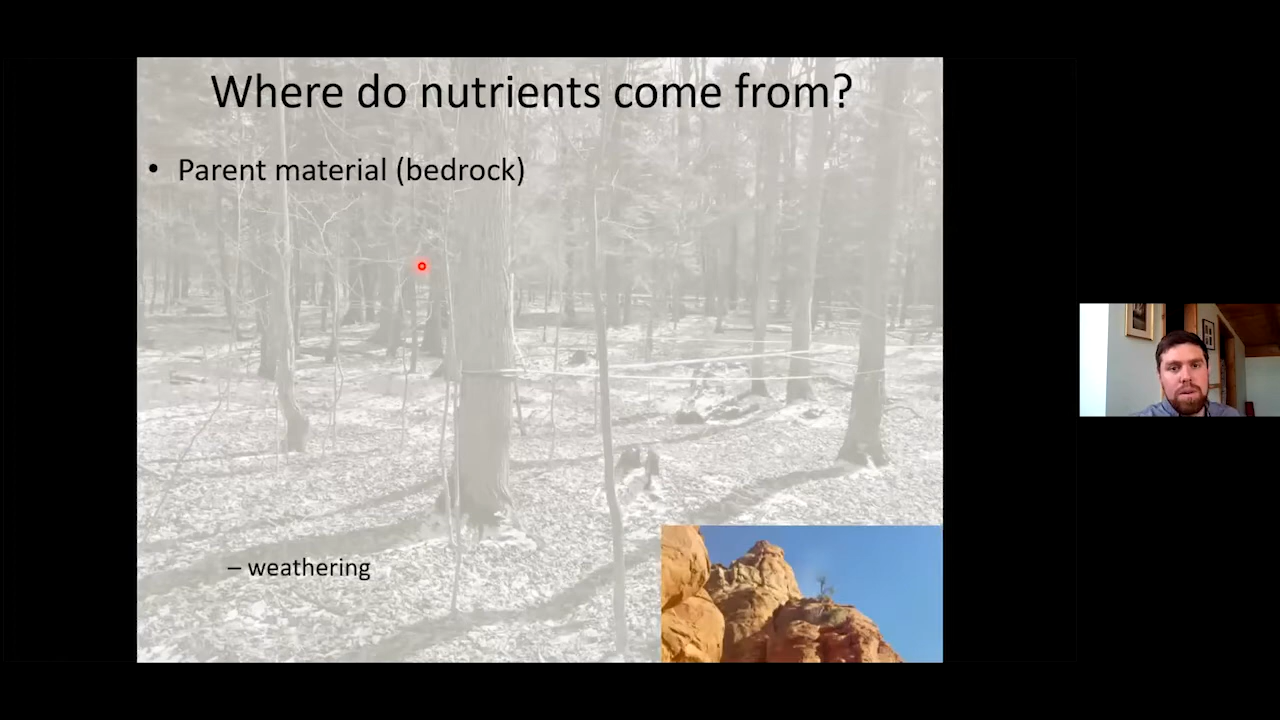 Where do nutrients come from?
• Parent material (bedrock)
– weathering